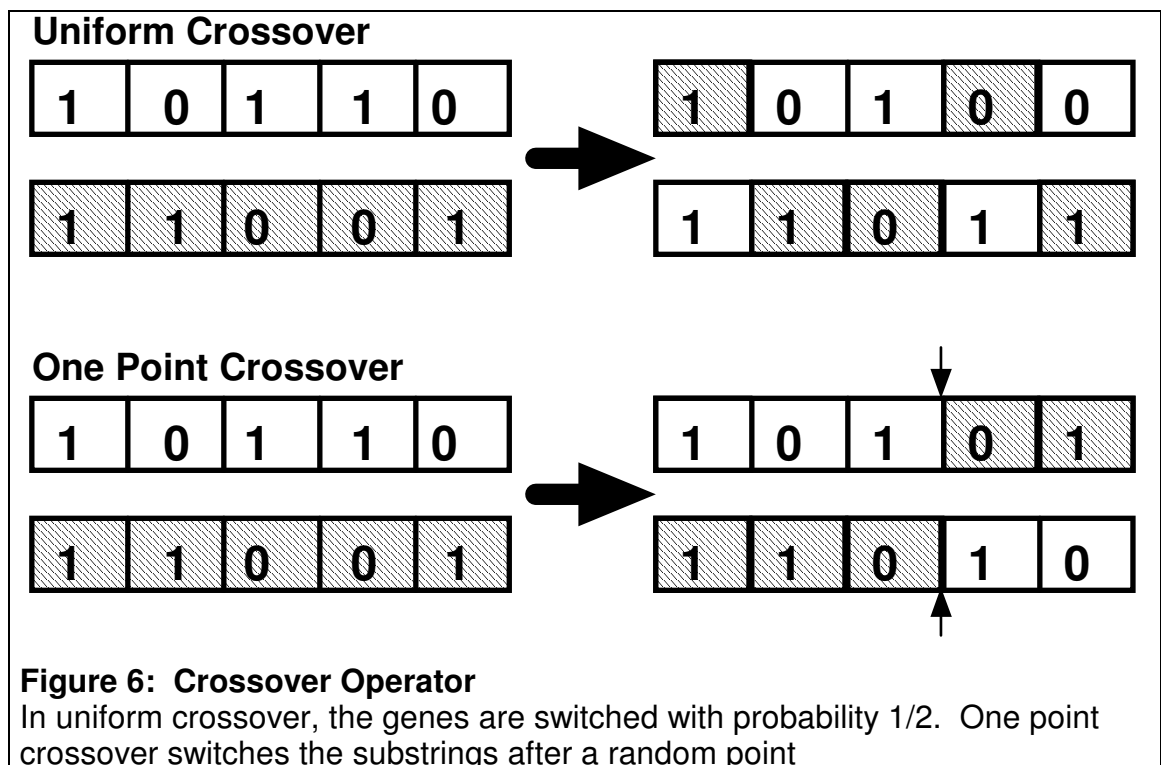 Uniform Crossover
1 0 1 1 0
1 0 1 0 0
1 1 0 0 1
1 1 0 1 1
One Point Crossover
1 0 1 1 0
1 0 1 0 1
1 1 0 0 1
1 1 0 1 0
Figure 6: Crossover Operator
In uniform crossover, the genes are switched with probability 1/2. One point
crossover switches the substrings after a random point